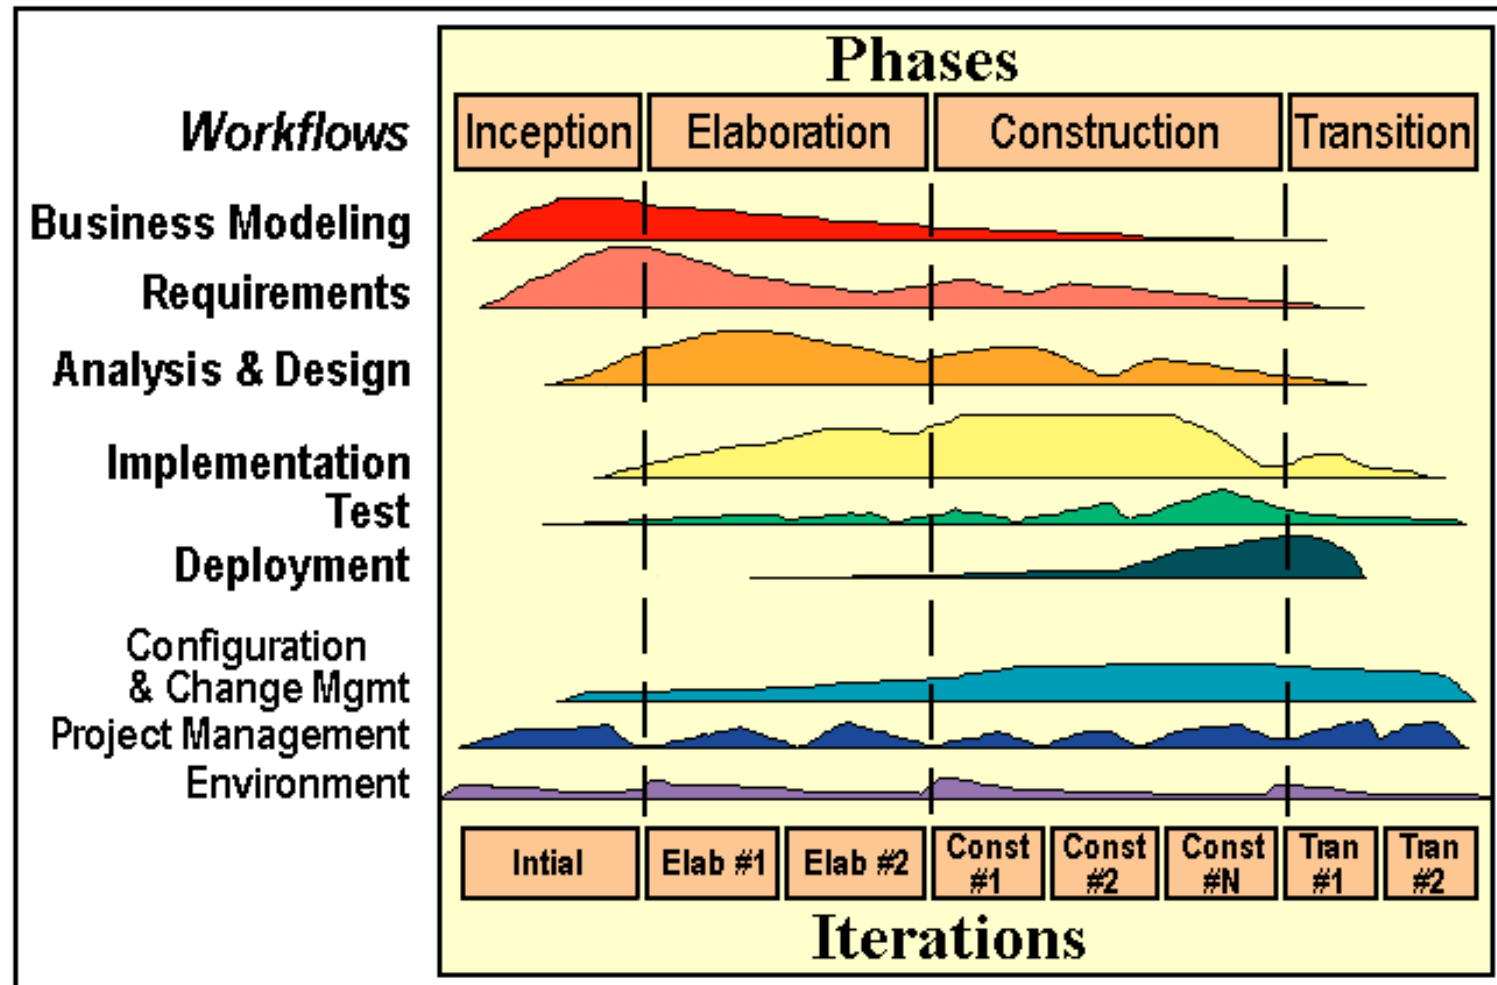 Phases
Workflows
Inception
Elaboration
Construction
Transition
Business Modeling
Requirements
Analysis & Design
Implementation
Test
Deployment
Configuration
& Change Mgmt
Project Management
Environment
Intial
Elab #1
Elab #2
Const
#1
Const
#2
Const
#N
Tran
#1
Tran
#2
Iterations